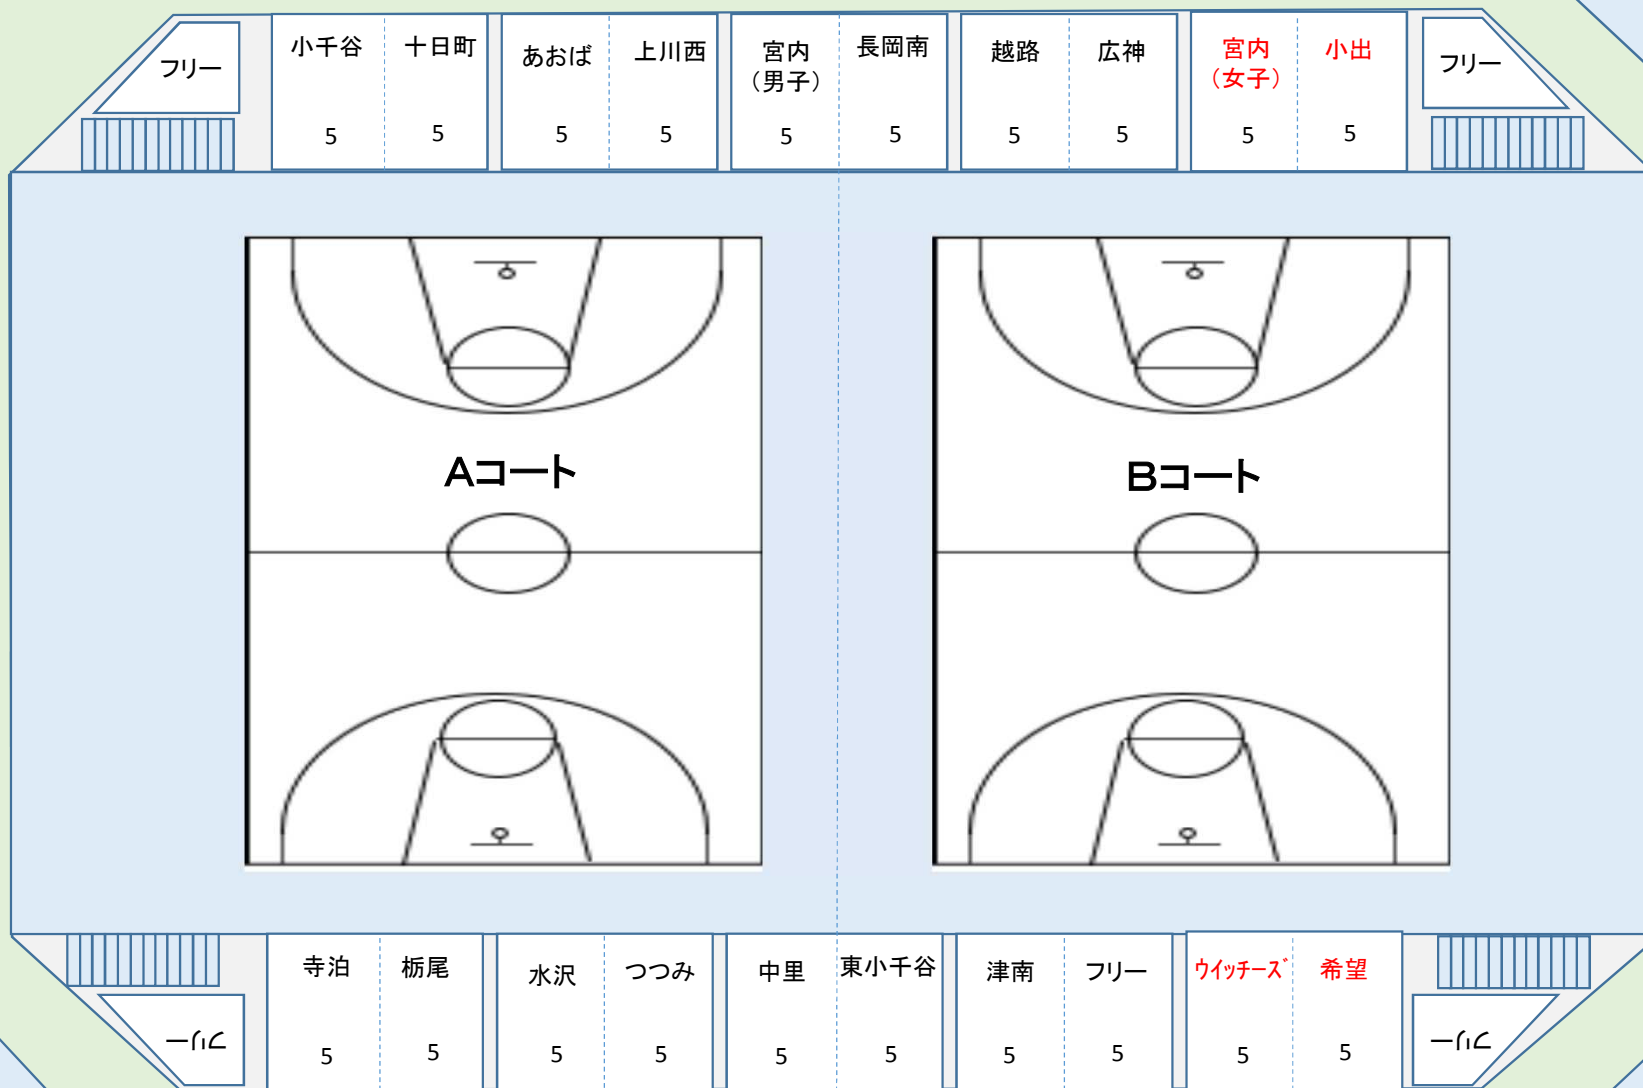 フリー
小千谷
十日町
あおば
上川西
宮内
（男子）
長岡南
越路
広神
宮内
（女子）
小出
フリー
5
5
5
5
5
5
5
5
5
5
Aコート
Bコート
寺泊
栃尾
水沢
つつみ
中里
東小千谷
津南
フリー
ウイッチーズ
希望
フリー
5
5
5
5
5
5
5
5
5
5
フリー